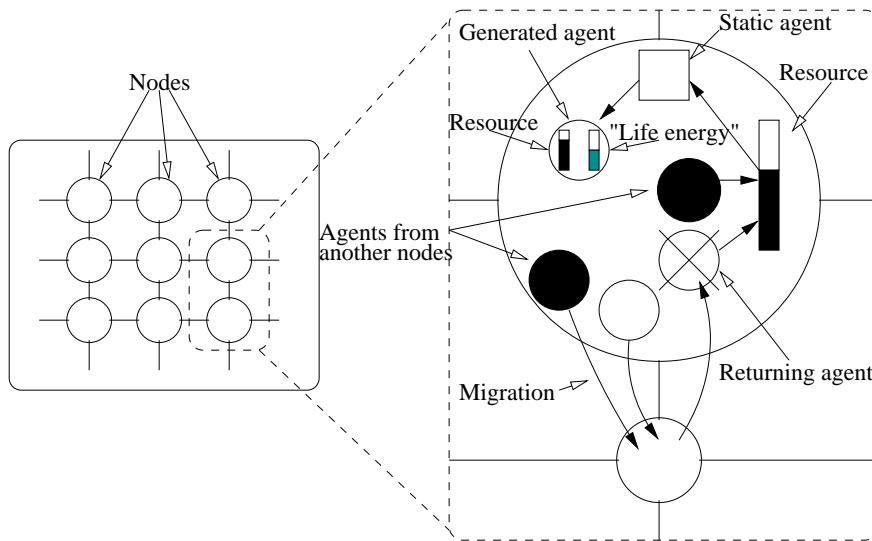 Nodes
Generated agent
Static agent
Resource
Resource
"Life energy"
Agents from
another nodes
Migration
Returning agent